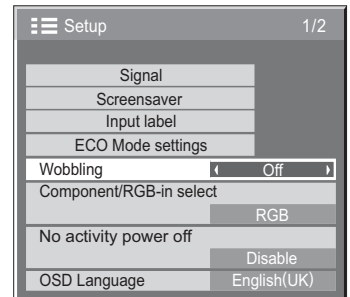 Setup 1/2
Signal
Screensaver
Input label
ECO Mode settings
Wobbling Off
Component/RGB-in select
RGB
No activity power off
Disable
OSD Language English(UK)